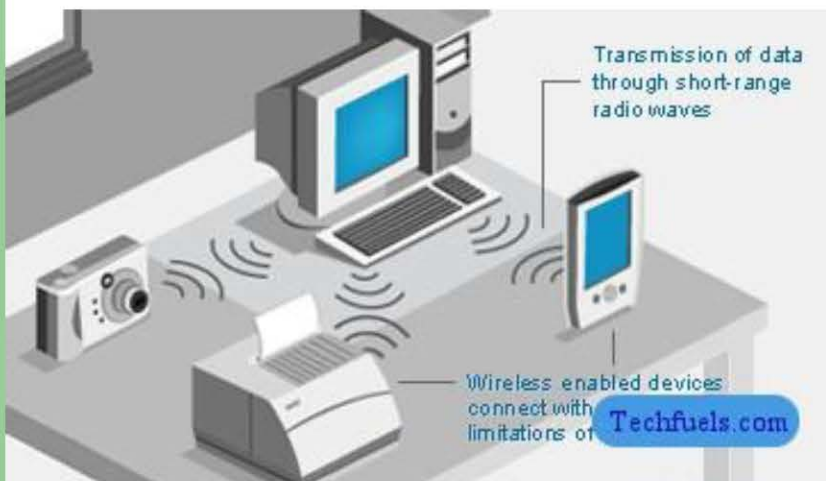 Transmission of data
through short-range
radio waves
Wireless enabled devices
connect with
limitations of
Techfuels.com